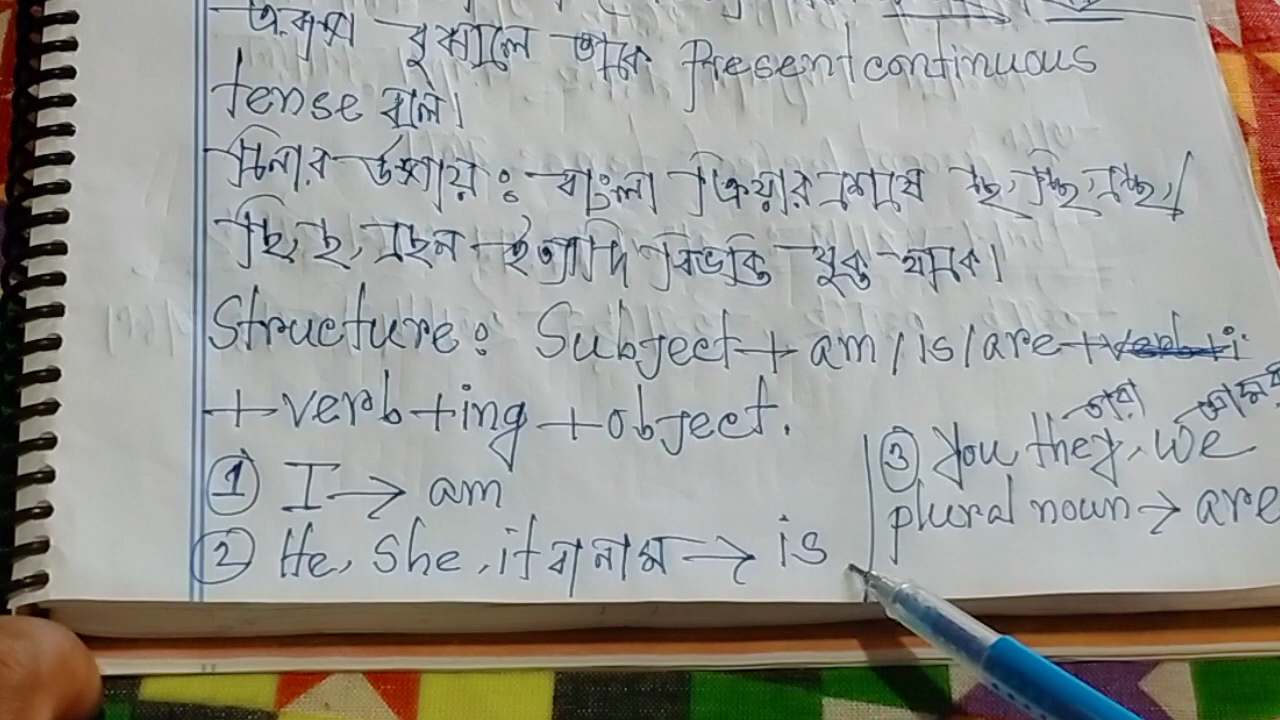 বুঝালে তাকে Present continuous
tense বলে।
চিনার উপায়ঃ বাংলা ক্রিয়ার শেষে ছে, ছি, চ্ছে,
ছি, ছ, ছেন ইত্যাদি বিভক্তি যুক্ত থাকে।
Structure: Subject + am/is/are
+ verb + ing + object.
① I → am
② He, she, it বা নাম → is
তারা
③ You they, we
plural noun → are